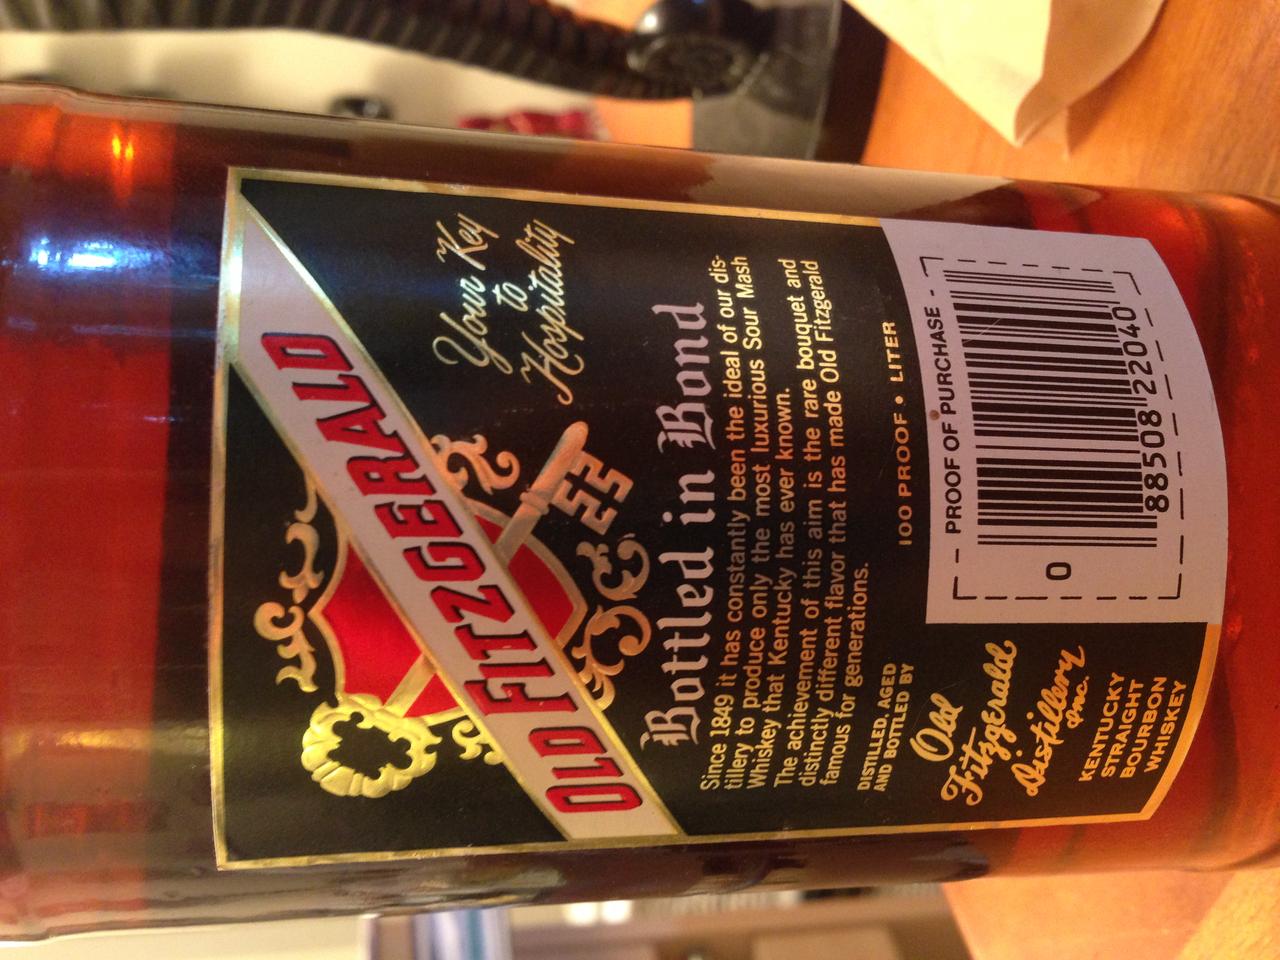 OLD FITZGERALD
Your Key
to
Hospitality
Bottled in Bond
Since 1849 it has constantly been the ideal of our dis-
tillery to produce only the most luxurious Sour Mash
Whiskey that Kentucky has ever known.
The achievement of this aim is the rare bouquet and
distinctly different flavor that has made Old Fitzgerald
famous for generations.
DISTILLED, AGED
AND BOTTLED BY
Old
Fitzgerald
Distillery
Inc.
KENTUCKY
STRAIGHT
BOURBON
WHISKEY
100 PROOF • LITER
PROOF OF PURCHASE
0 88508 22040